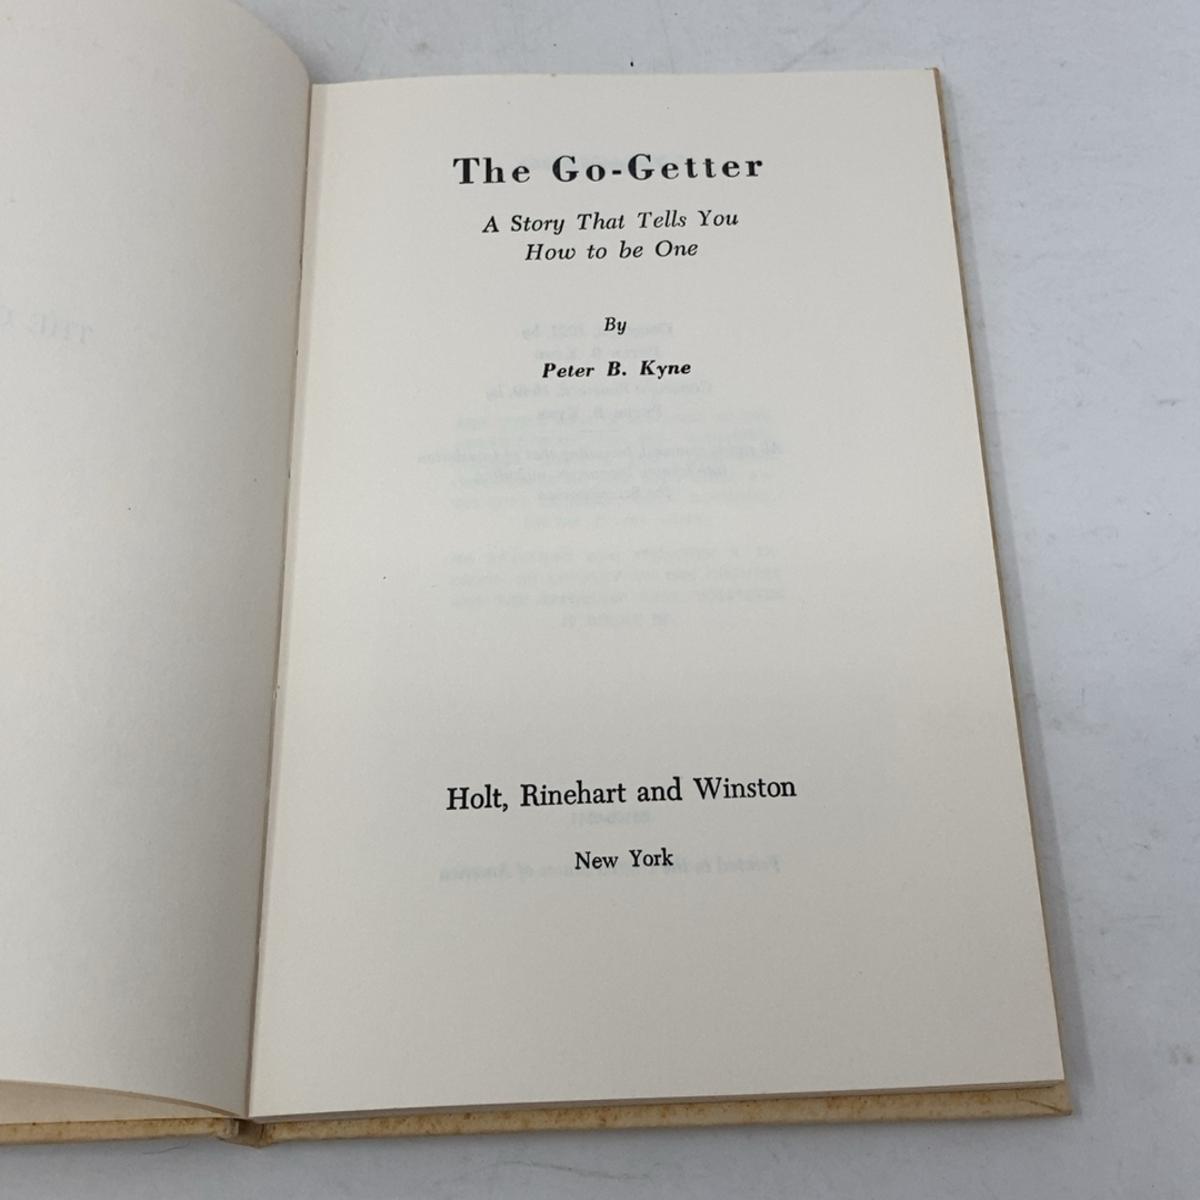 The Go-Getter
A Story That Tells You
How to be One
By
Peter B. Kyne
Holt, Rinehart and Winston
New York